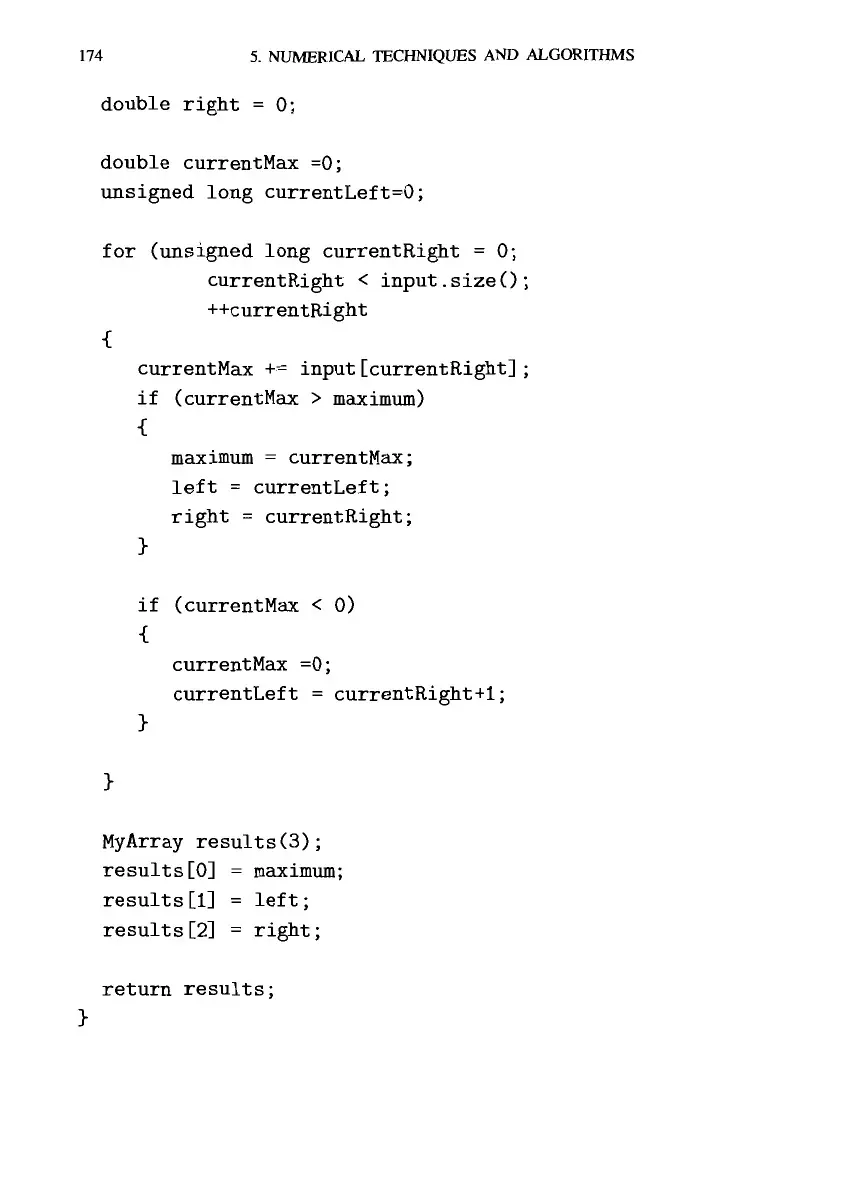 174 5. NUMERICAL TECHNIQUES AND ALGORITHMS
double right = 0;
double currentMax =0;
unsigned long currentLeft=0;
for (unsigned long currentRight = 0;
currentRight < input.size();
++currentRight
{
currentMax += input[currentRight];
if (currentMax > maximum)
{
maximum = currentMax;
left = currentLeft;
right = currentRight;
}
if (currentMax < 0)
{
currentMax =0;
currentLeft = currentRight+1;
}
}
MyArray results(3);
results[0] = maximum;
results[1] = left;
results[2] = right;
return results;
}